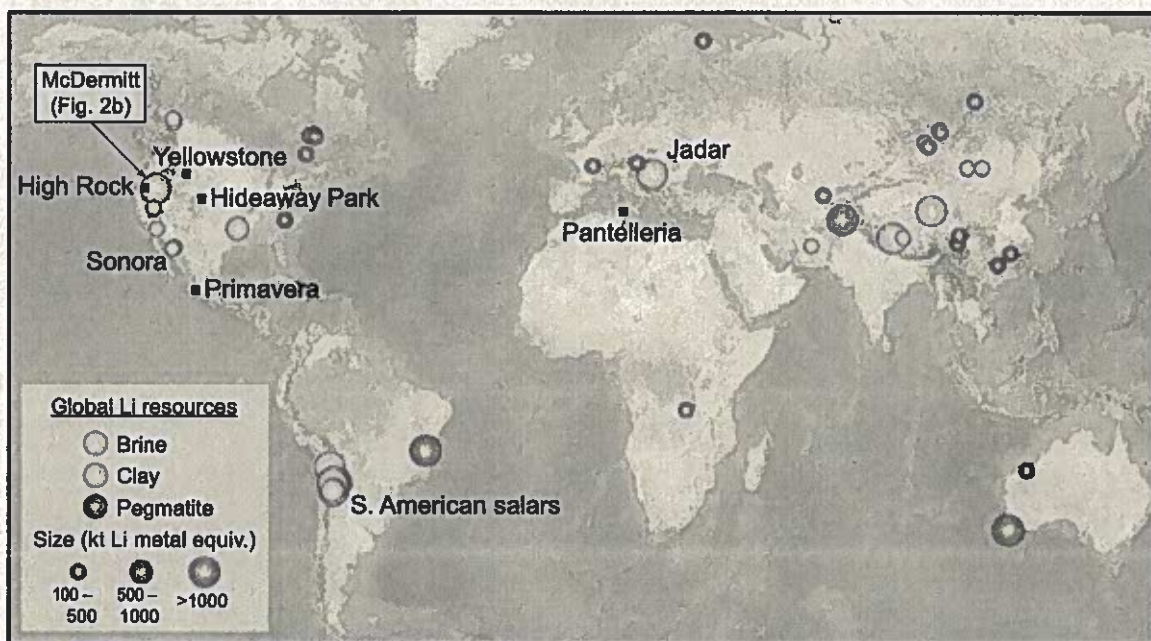 McDermitt
(Fig. 2b)
Yellowstone
High Rock
Hideaway Park
Sonora
Primavera
Jadar
Pantelleria
S. American salars
Global Li resources
Brine
Clay
Pegmatite
Size (kt Li metal equiv.)
100 –
500
500 –
1000
>1000